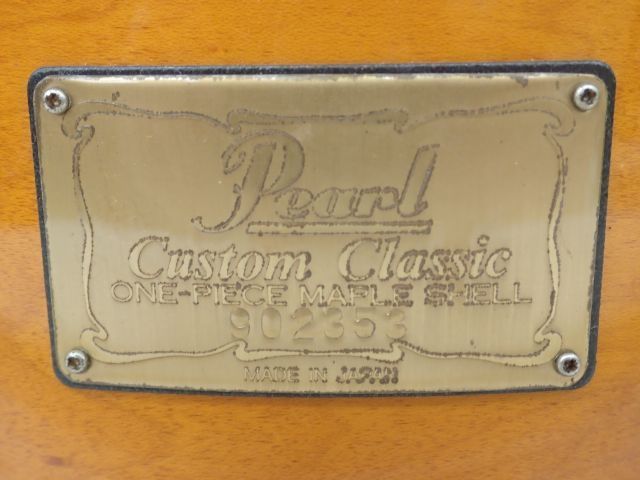 Pearl
Custom Classic
ONE-PIECE MAPLE SHELL
902353
MADE IN JAPAN